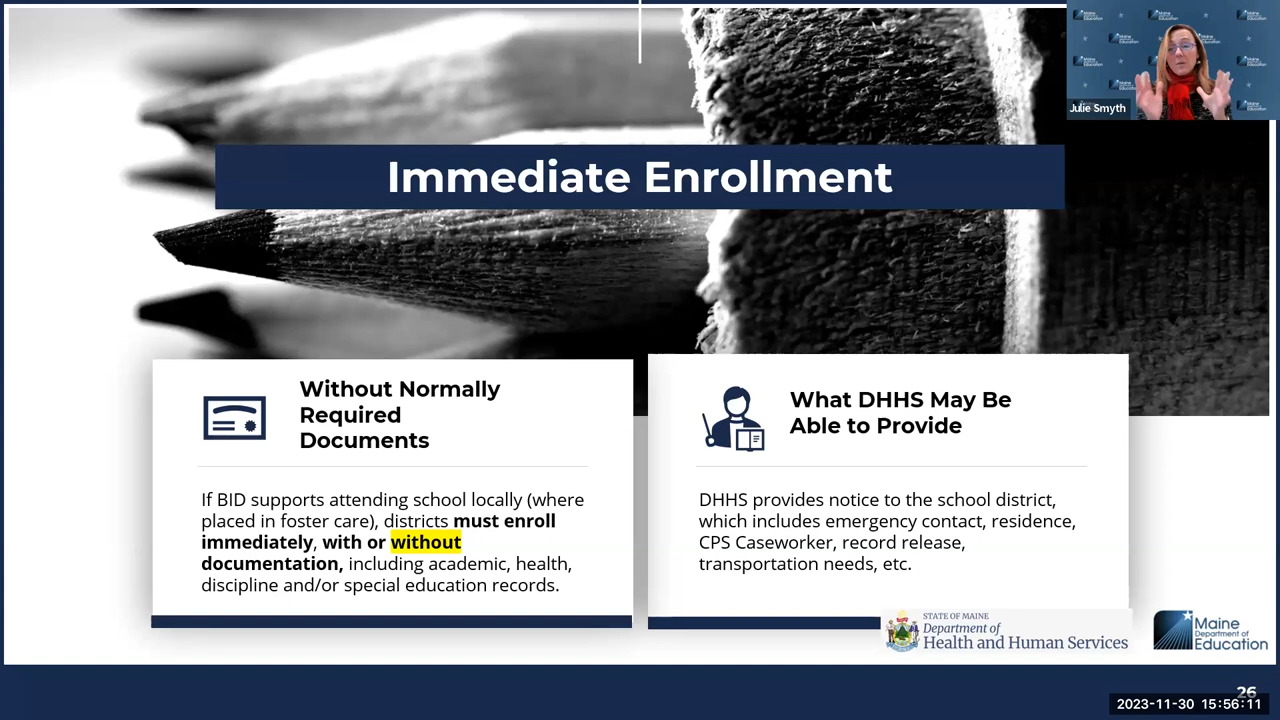 Maine
Department of
Education
Julie Smyth
Immediate Enrollment
Without Normally
Required
Documents
If BID supports attending school locally (where
placed in foster care), districts must enroll
immediately, with or without
documentation, including academic, health,
discipline and/or special education records.
What DHHS May Be
Able to Provide
DHHS provides notice to the school district,
which includes emergency contact, residence,
CPS Caseworker, record release,
transportation needs, etc.
STATE OF MAINE
Department of
Health and Human Services
Maine
Department of
Education
26
2023-11-30 15:56:11